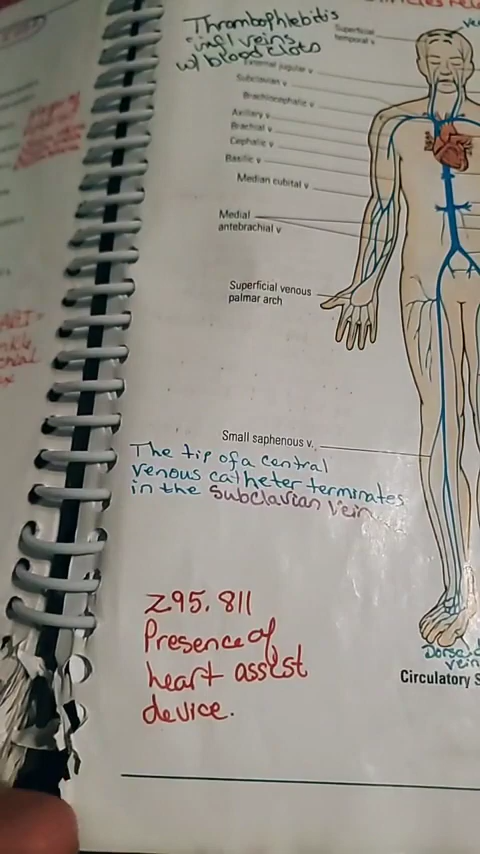 Thrombophlebitis
infl veins
w/ blood clots
Superficial
temporal v.
External jugular v
Subclavian v
Brachiocephalic v
Axillary v
Brachial v
Cephalic v
Basilic v
Median cubital v
Medial
antebrachial v
Superficial venous
palmar arch
Small saphenous v.
The tip of a central
venous catheter terminates
in the subclavian vein
Z95.811
Presence of
heart assist
device.
Circulatory S